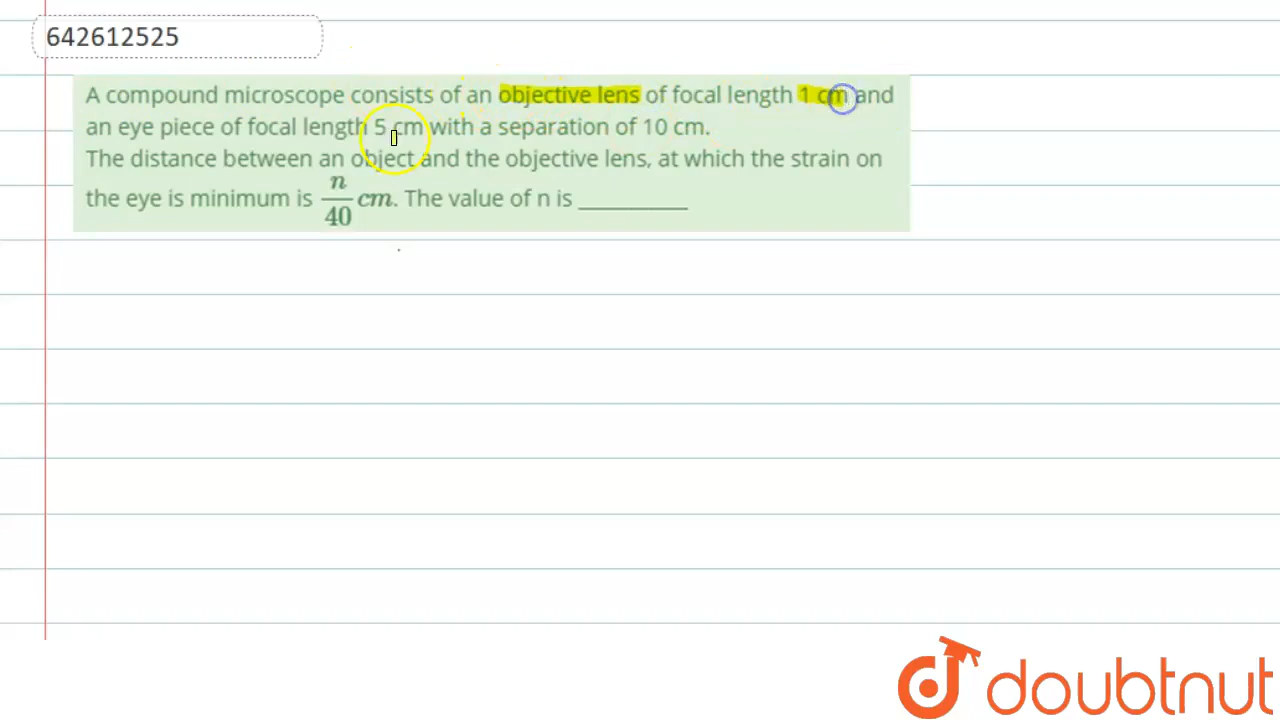 642612525
A compound microscope consists of an objective lens of focal length 1 cm and
an eye piece of focal length 5 cm with a separation of 10 cm.
The distance between an object and the objective lens, at which the strain on
the eye is minimum is n/40 cm. The value of n is __________
doubtnut